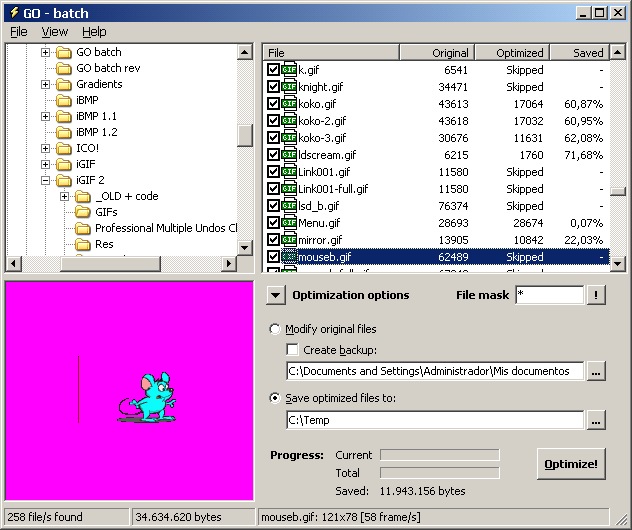 GO - batch
File View Help
GO batch
GO batch rev
Gradients
iBMP
iBMP 1.1
iBMP 1.2
ICO!
iGIF
iGIF 2
_OLD + code
GIFs
Professional Multiple Undos Cl
Res
File Original Optimized Saved
k.gif 6541 Skipped -
knight.gif 34471 Skipped -
koko.gif 43613 17064 60,87%
koko-2.gif 43618 17032 60,95%
koko-3.gif 30676 11631 62,08%
ldscream.gif 6215 1760 71,68%
Link001.gif 11580 Skipped -
Link001-full.gif 11580 Skipped -
lsd_b.gif 76374 Skipped -
Menu.gif 28693 28674 0,07%
mirror.gif 13905 10842 22,03%
mouseb.gif 62489 Skipped -
Optimization options File mask * !
Modify original files
Create backup:
C:\Documents and Settings\Administrador\Mis documentos ...
Save optimized files to:
C:\Temp ...
Progress: Current
Total
Saved: 11.943.156 bytes
Optimize!
258 file/s found 34.634.620 bytes mouseb.gif: 121x78 [58 frame/s]